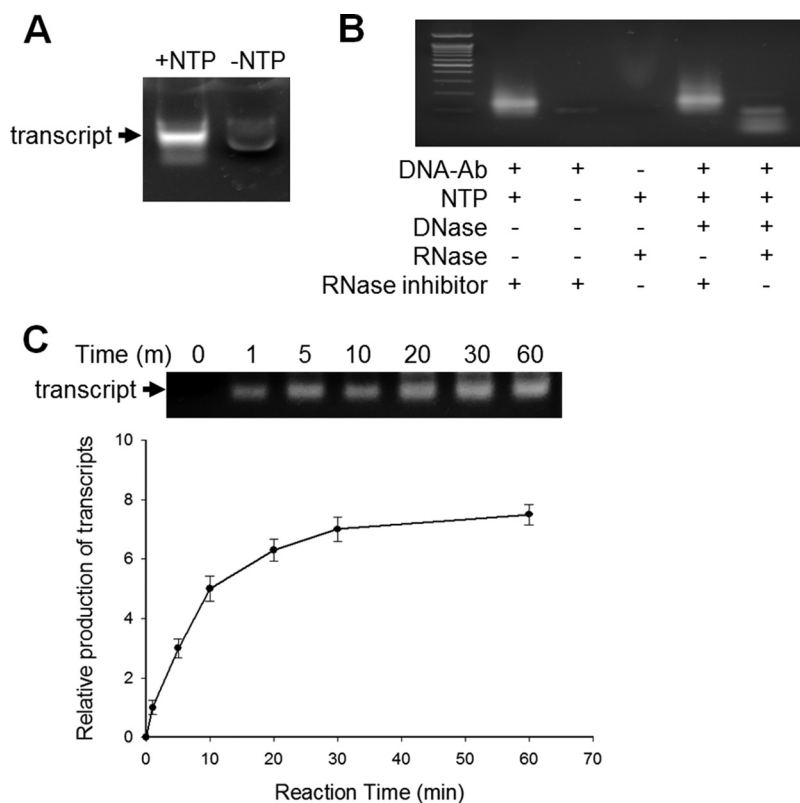 A
+NTP -NTP
transcript
B
DNA-Ab + + - + +
NTP + - + + +
DNase - - - + +
RNase - - + - +
RNase inhibitor + + - + -
C
Time (m) 0 1 5 10 20 30 60
transcript
10
8
6
4
2
0
Relative production of transcripts
0 10 20 30 40 50 60 70
Reaction Time (min)